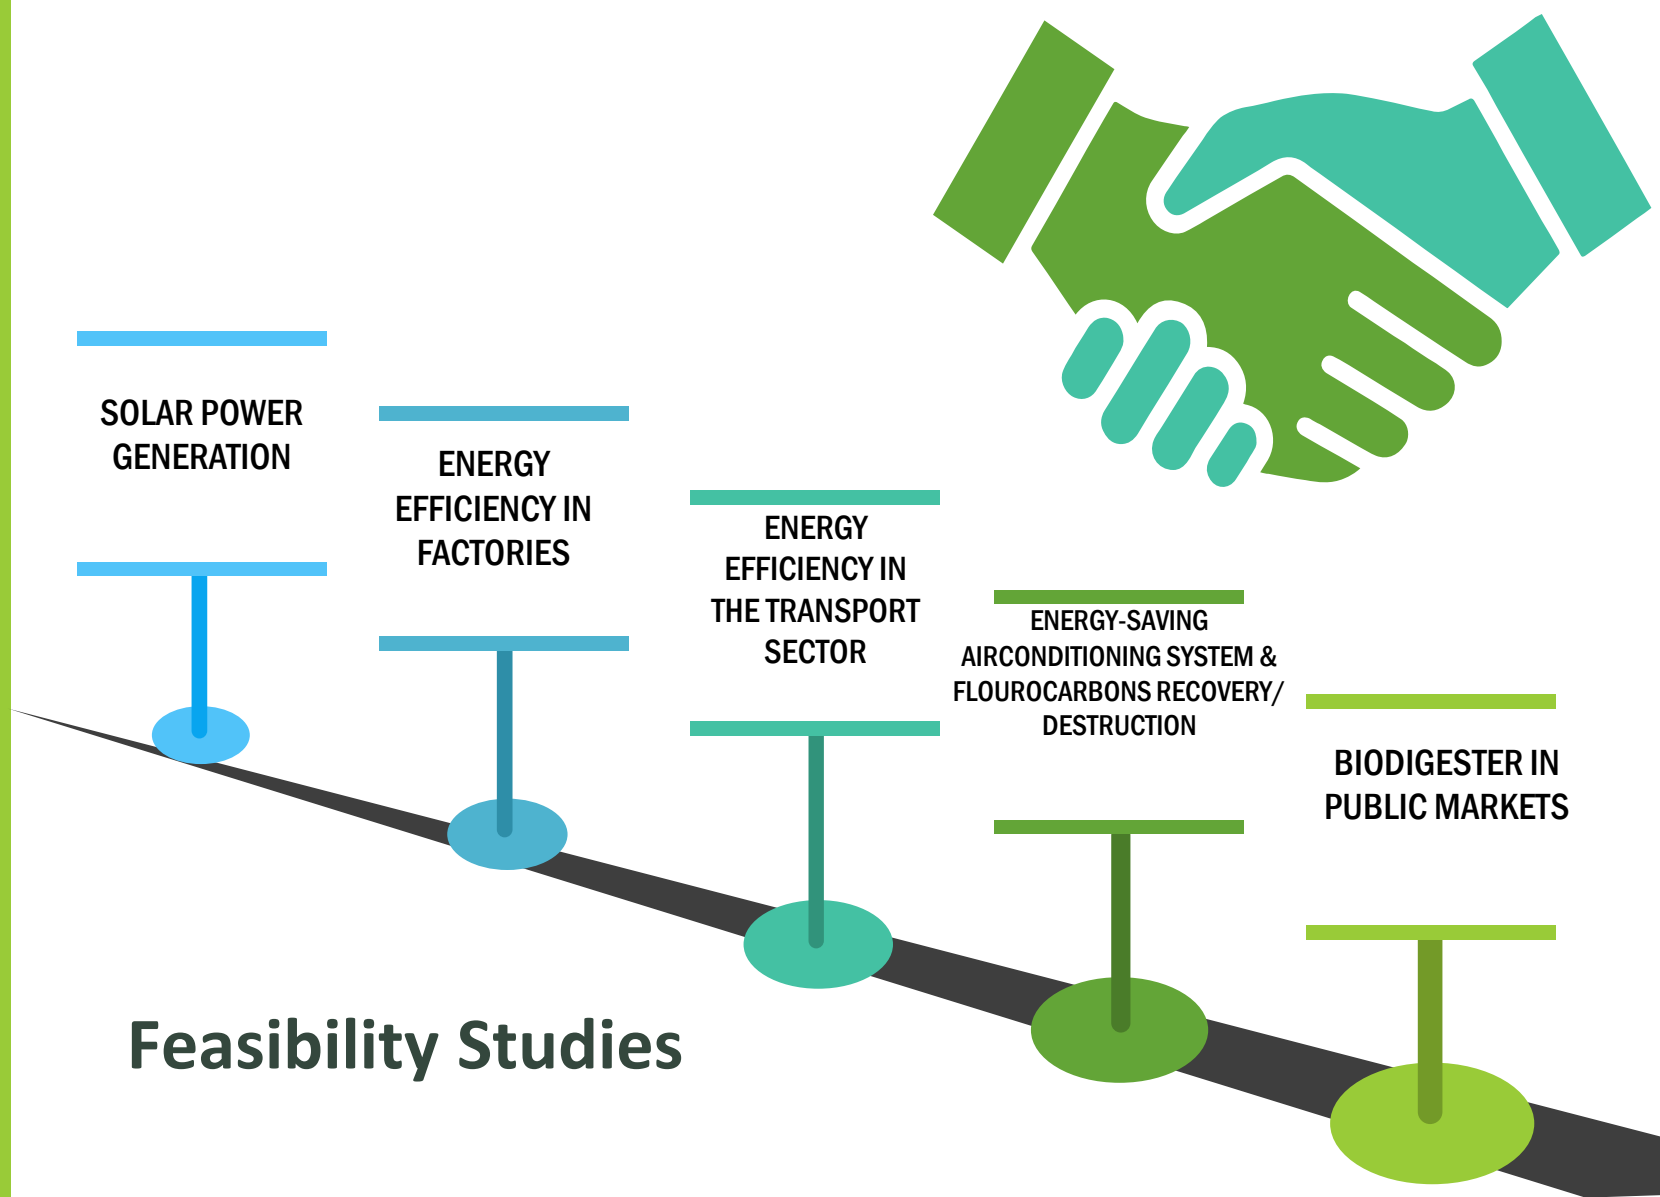 SOLAR POWER
GENERATION
ENERGY
EFFICIENCY IN
FACTORIES
ENERGY
EFFICIENCY IN
THE TRANSPORT
SECTOR
ENERGY-SAVING
AIRCONDITIONING SYSTEM &
FLOUROCARBONS RECOVERY/
DESTRUCTION
BIODIGESTER IN
PUBLIC MARKETS
Feasibility Studies